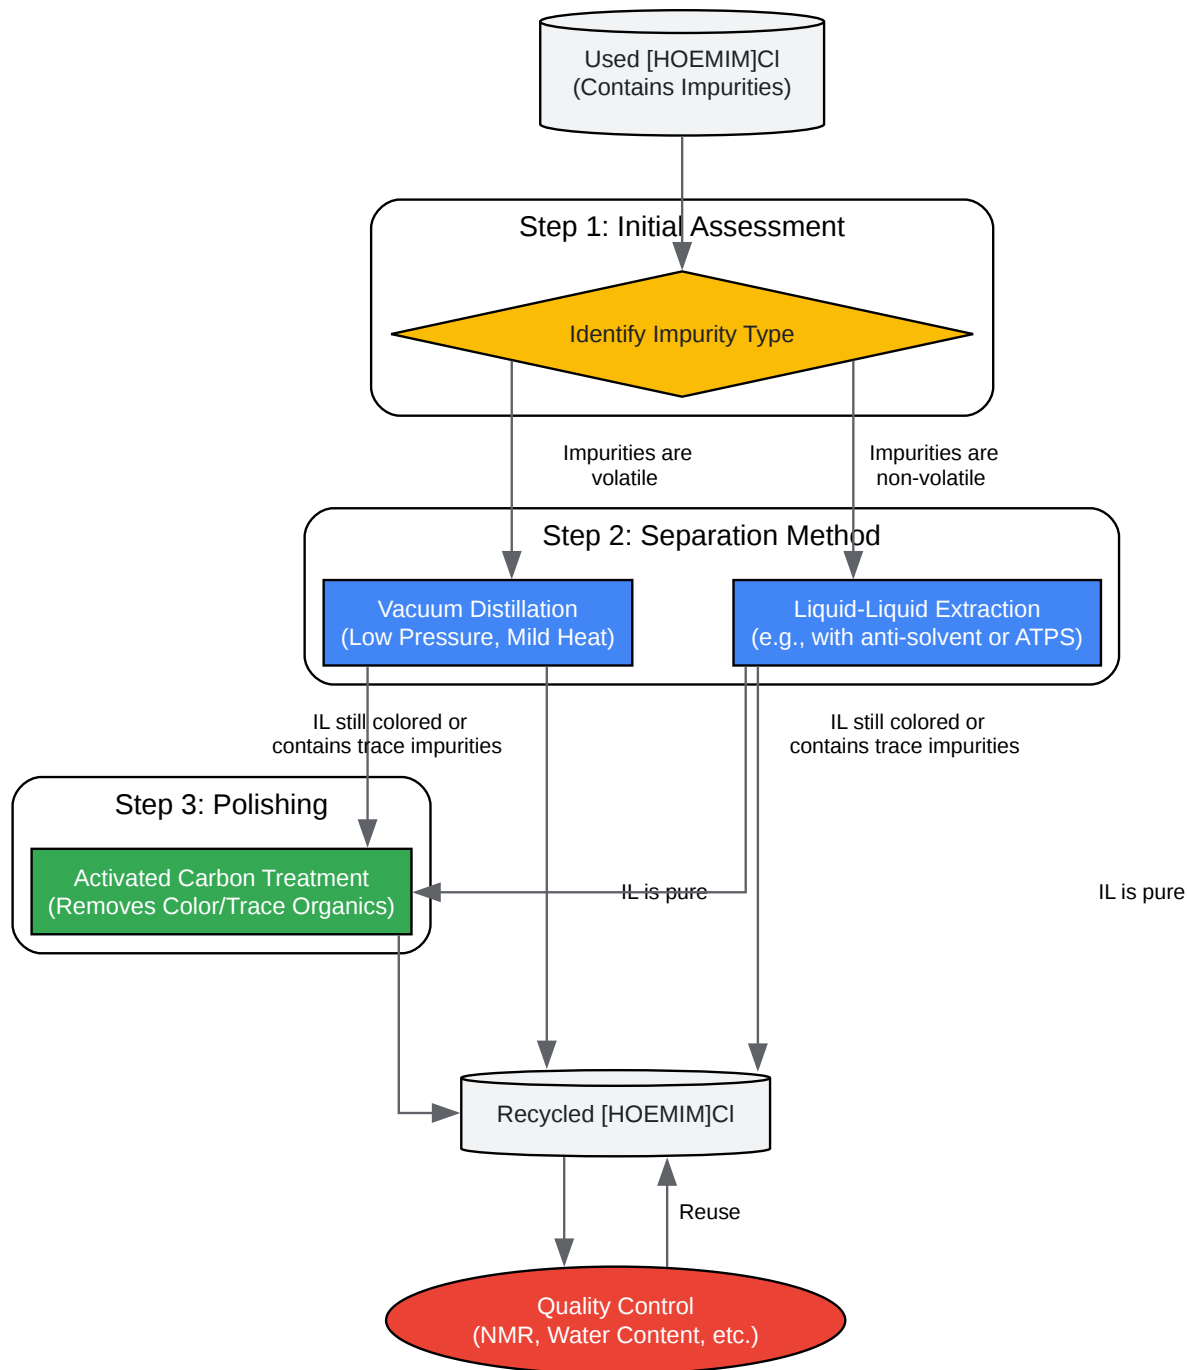 Used [HOEMIM]Cl
(Contains Impurities)
Step 1: Initial Assessment
Identify Impurity Type
Impurities are
volatile
Impurities are
non-volatile
Step 2: Separation Method
Vacuum Distillation
(Low Pressure, Mild Heat)
Liquid-Liquid Extraction
(e.g., with anti-solvent or ATPS)
IL still colored or
contains trace impurities
IL still colored or
contains trace impurities
Step 3: Polishing
Activated Carbon Treatment
(Removes Color/Trace Organics)
IL is pure
IL is pure
Recycled [HOEMIM]Cl
Reuse
Quality Control
(NMR, Water Content, etc.)